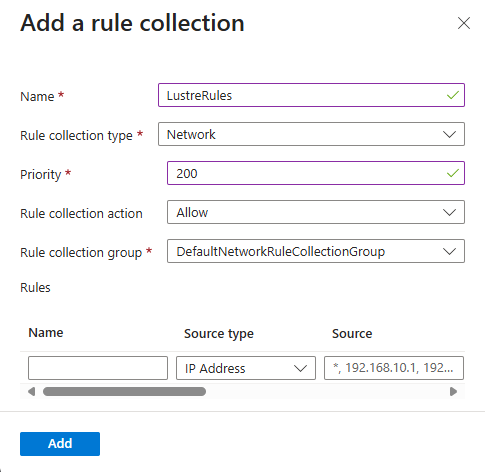 Add a rule collection
Name * LustreRules
Rule collection type * Network
Priority * 200
Rule collection action Allow
Rule collection group * DefaultNetworkRuleCollectionGroup
Rules
Name Source type Source
IP Address *, 192.168.10.1, 192...
Add